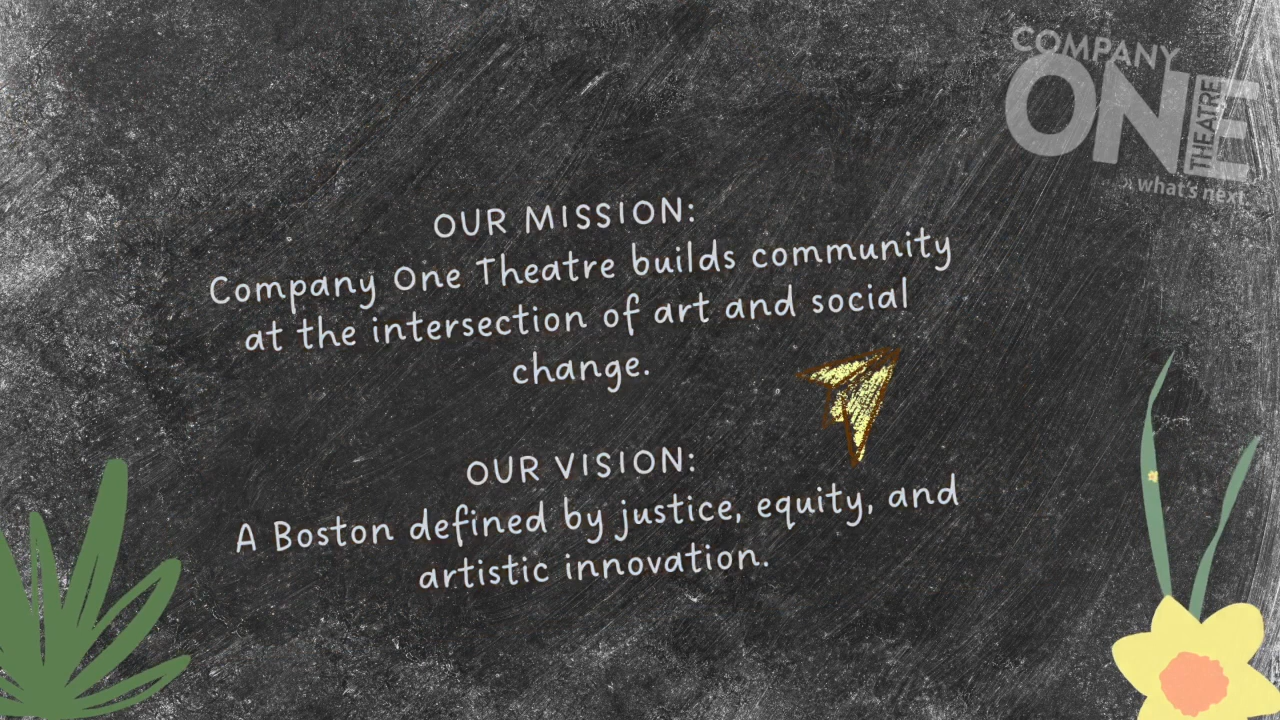 COMPANY
ONE
THEATRE
» what's next.
OUR MISSION:
Company One Theatre builds community
at the intersection of art and social
change.
OUR VISION:
A Boston defined by justice, equity, and
artistic innovation.